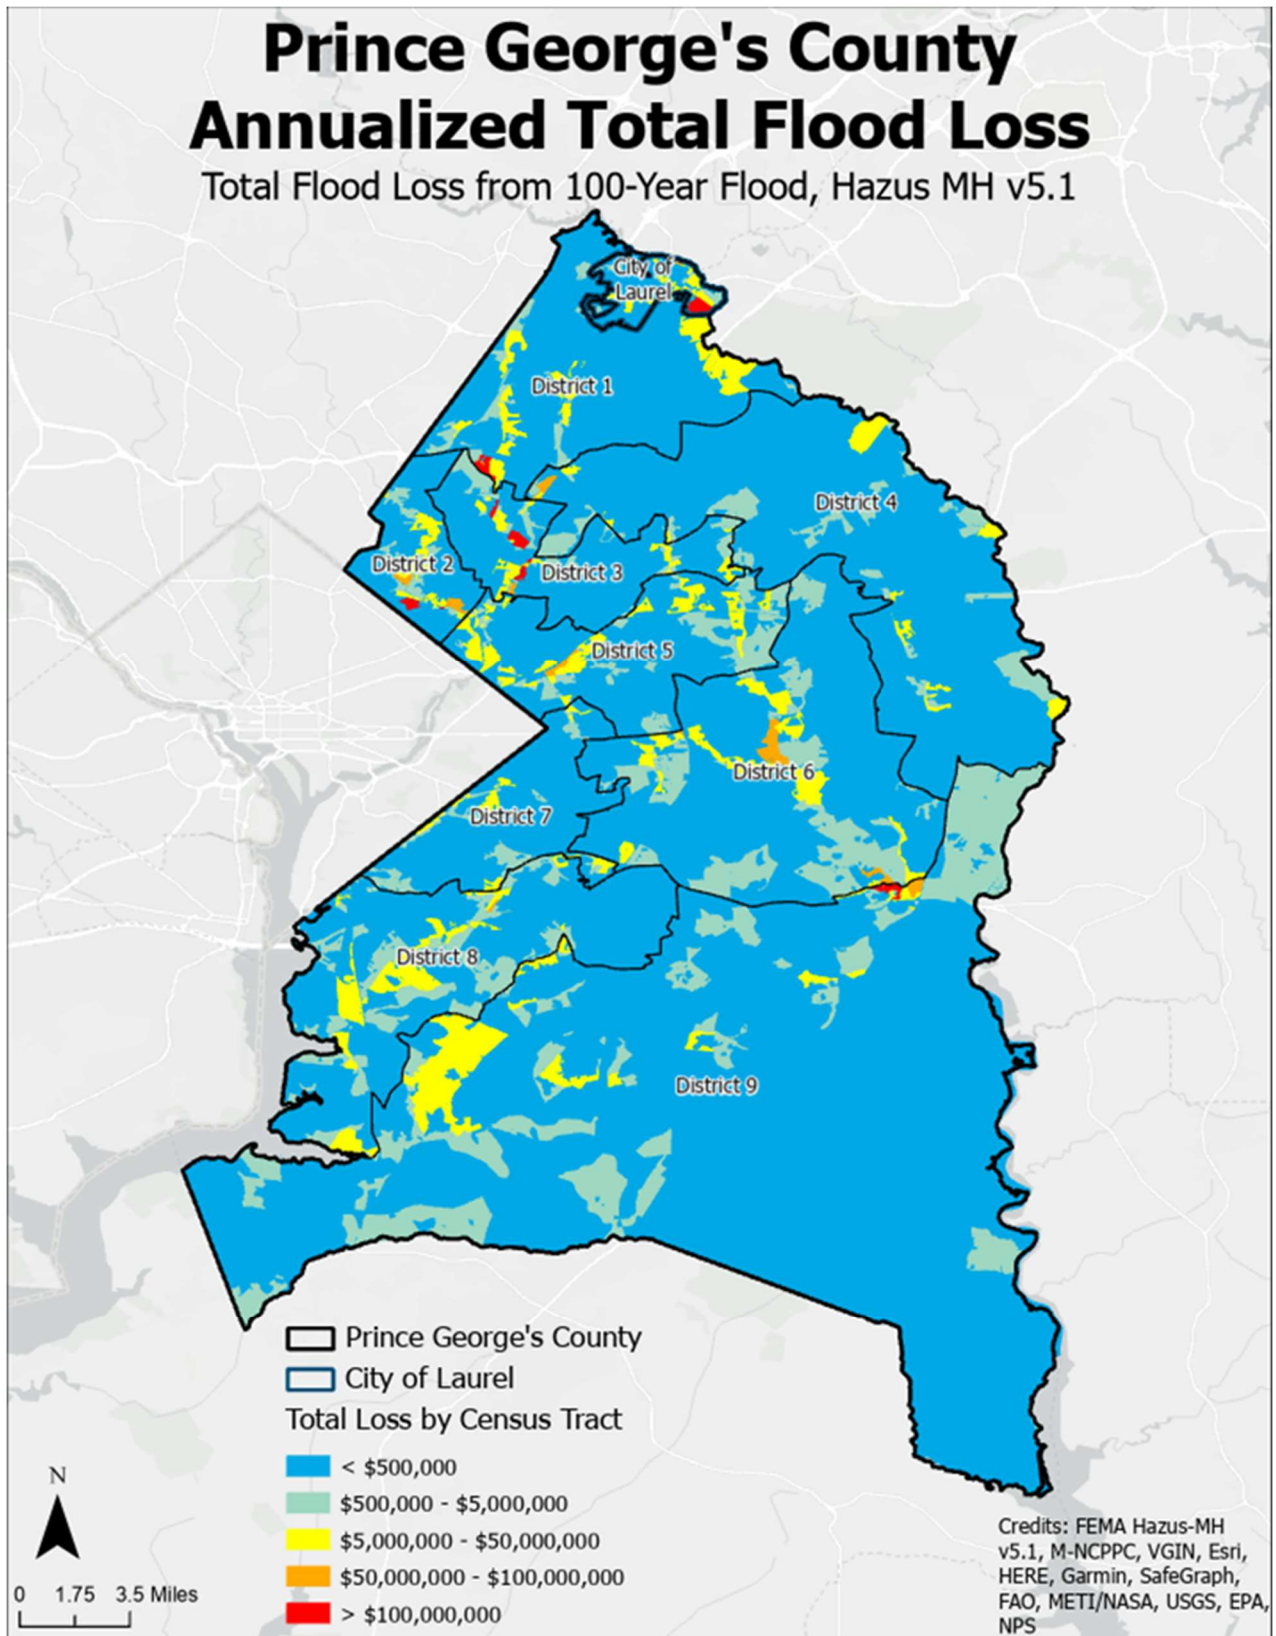 Prince George's County
Annualized Total Flood Loss
Total Flood Loss from 100-Year Flood, Hazus MH v5.1
City of
Laurel
District 1
District 4
District 2
District 3
District 5
District 6
District 7
District 8
District 9
Prince George's County
City of Laurel
Total Loss by Census Tract
< $500,000
$500,000 - $5,000,000
$5,000,000 - $50,000,000
$50,000,000 - $100,000,000
> $100,000,000
N
0 1.75 3.5 Miles
Credits: FEMA Hazus-MH
v5.1, M-NCPPC, VGIN, Esri,
HERE, Garmin, SafeGraph,
FAO, METI/NASA, USGS, EPA,
NPS